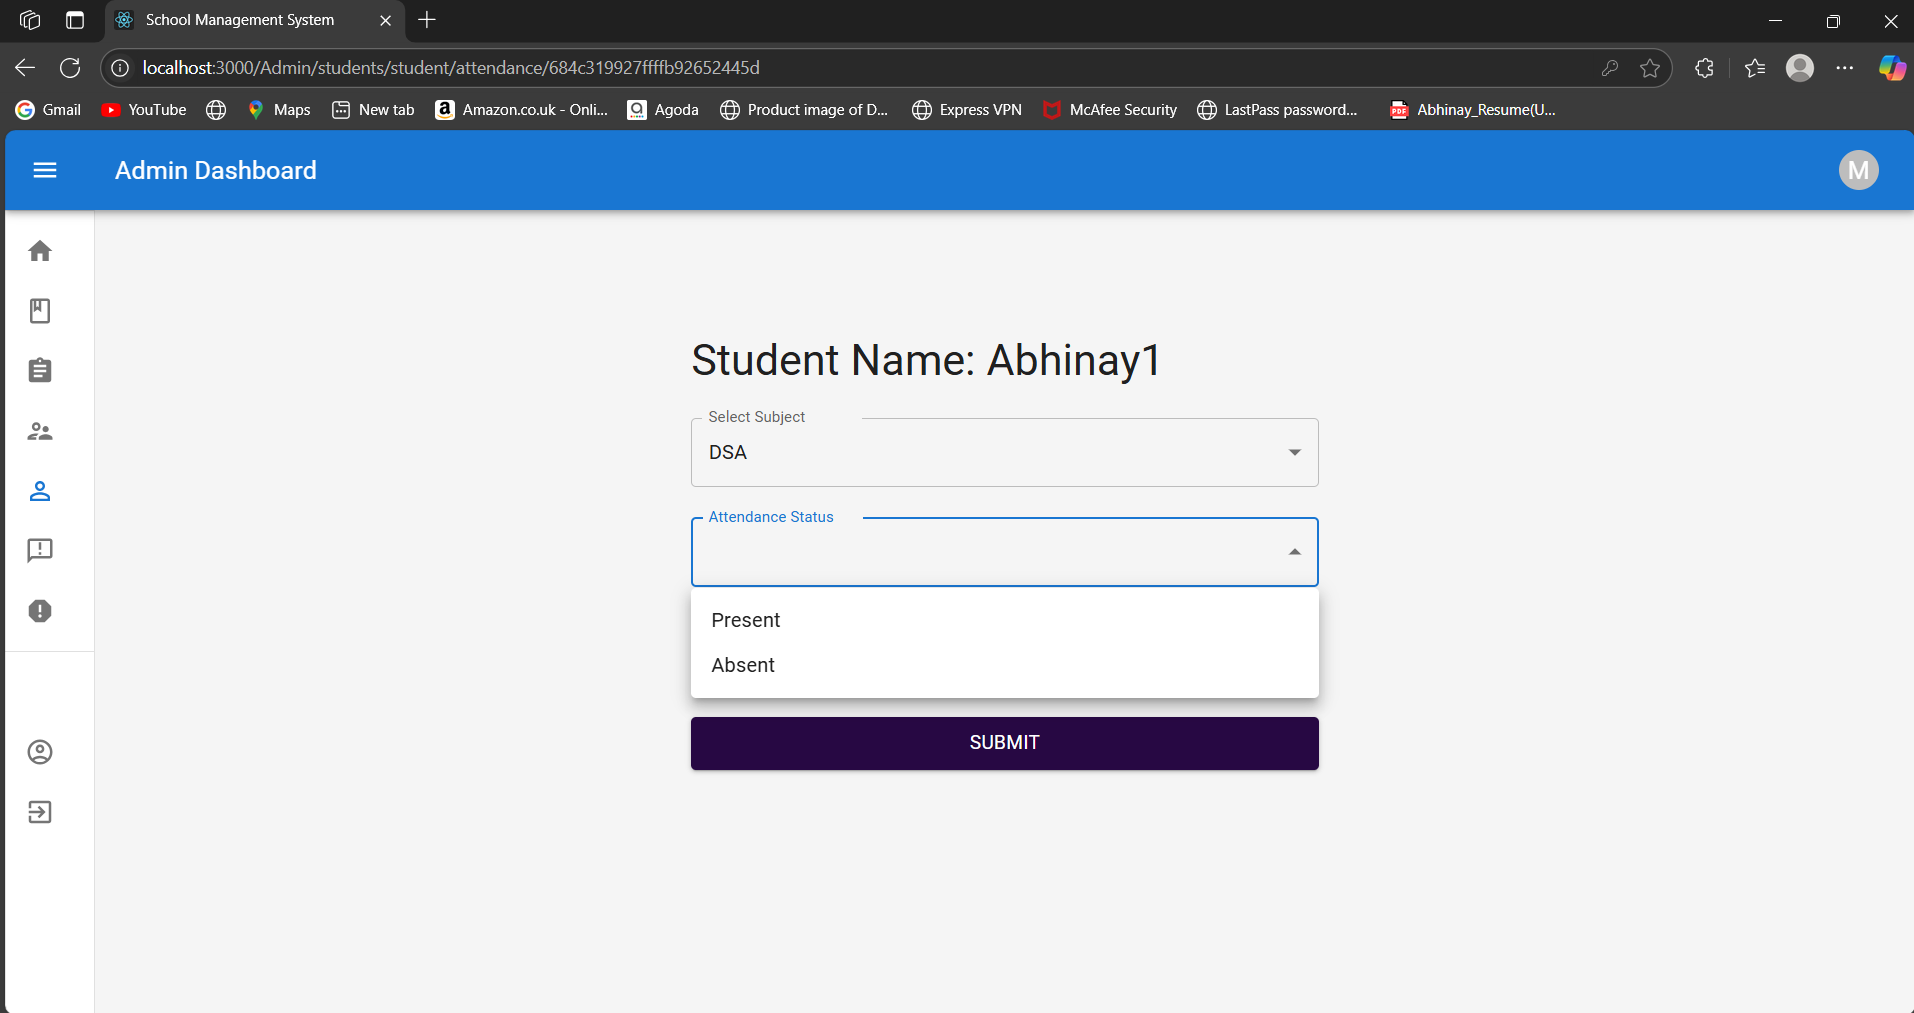 School Management System
localhost:3000/Admin/students/student/attendance/684c319927ffffb92652445d
Gmail YouTube Maps New tab Amazon.co.uk - Onli... Agoda Product image of D... Express VPN McAfee Security LastPass password... PDF Abhinay_Resume(U...
Admin Dashboard M
Student Name: Abhinay1
Select Subject
DSA
Attendance Status
Present
Absent
SUBMIT